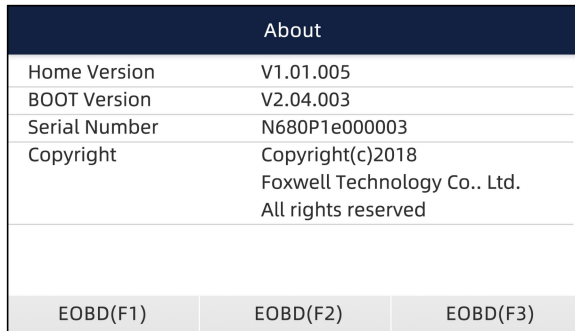 About
Home Version V1.01.005
BOOT Version V2.04.003
Serial Number N680P1e000003
Copyright Copyright(c)2018
Foxwell Technology Co.. Ltd.
All rights reserved
EOBD(F1) EOBD(F2) EOBD(F3)